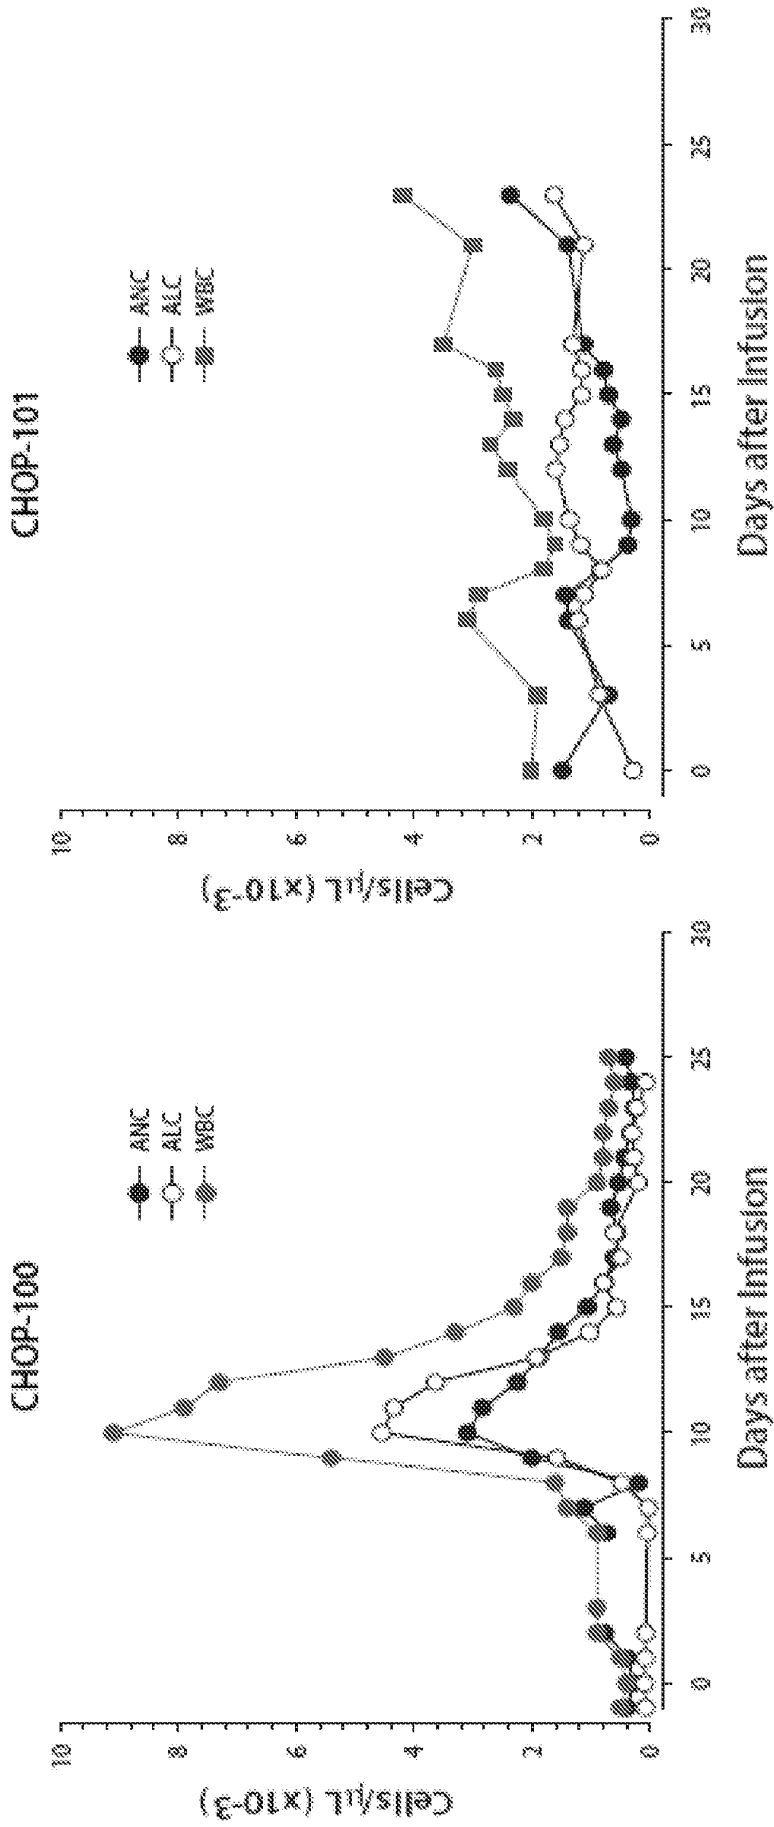 CHOP-100
Cells/µL (x10⁻³)
10
8
6
4
2
0
ANC
ALC
WBC
0 5 10 15 20 25 30
Days after Infusion
CHOP-101
Cells/µL (x10⁻³)
10
8
6
4
2
0
ANC
ALC
WBC
0 5 10 15 20 25 30
Days after Infusion